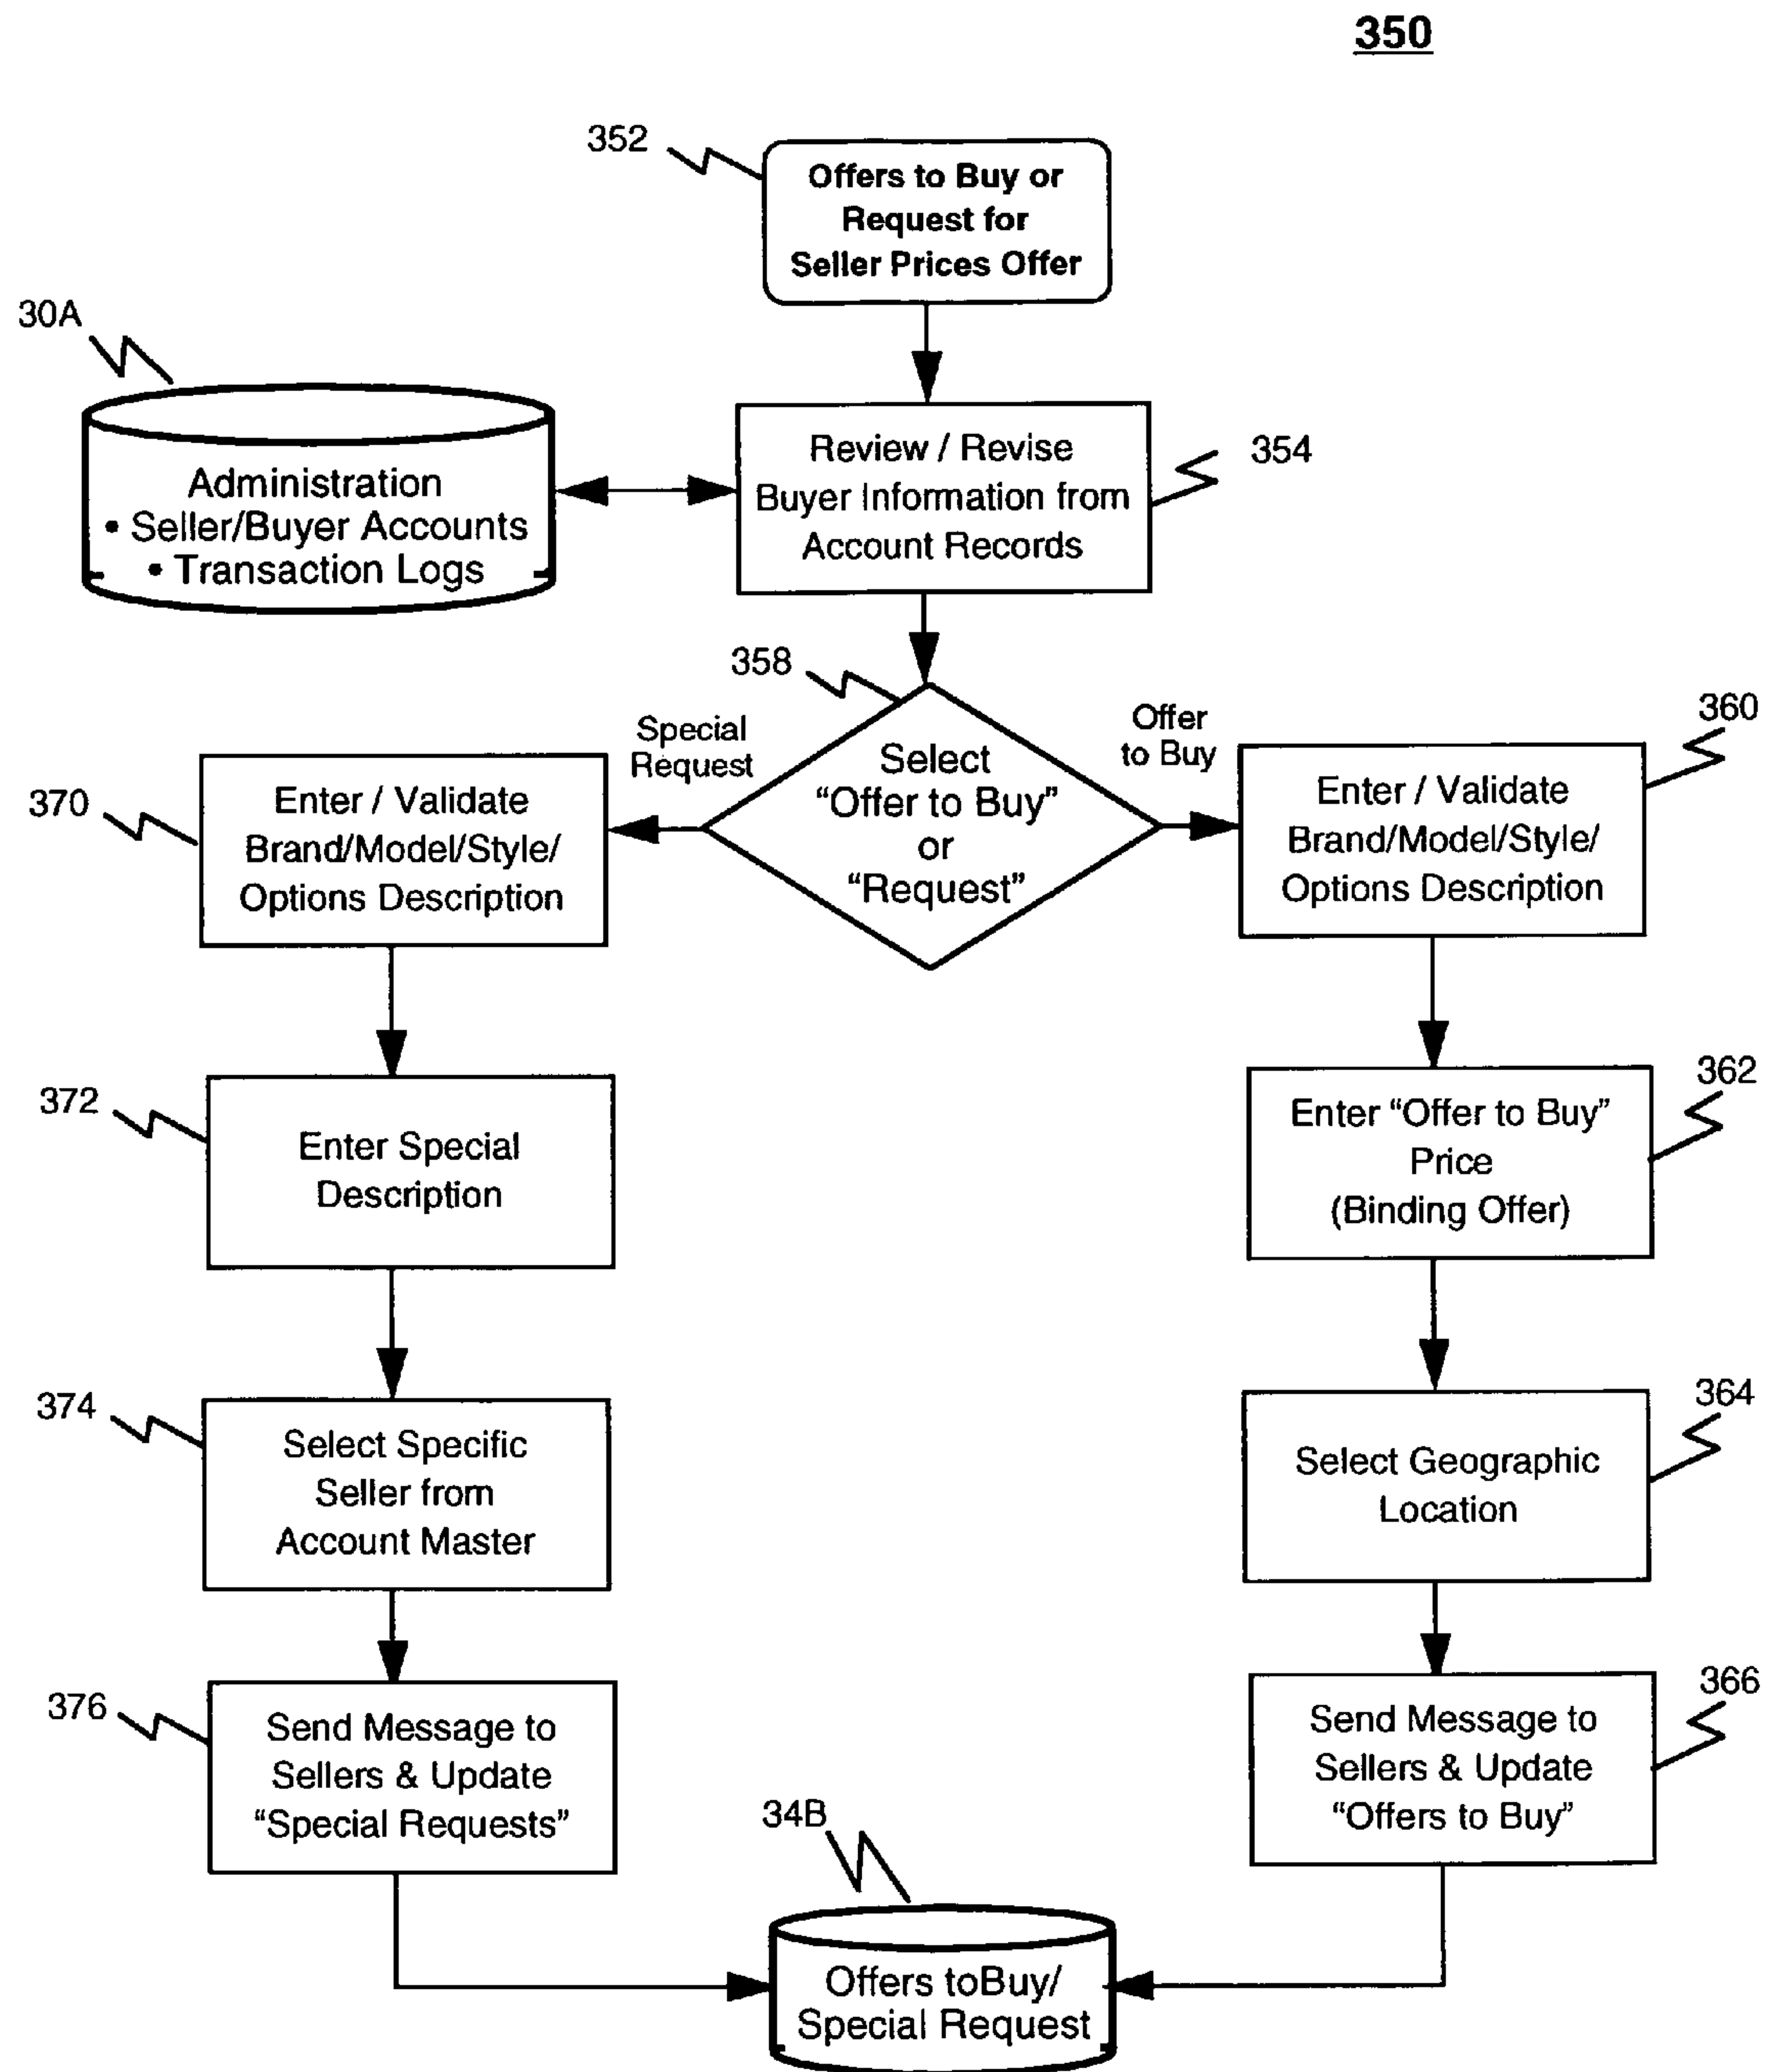 350
352
Offers to Buy or
Request for
Seller Prices Offer
30A
Administration
• Seller/Buyer Accounts
• Transaction Logs
Review / Revise
Buyer Information from
Account Records
354
358
Special
Request
Offer
to Buy
Select
“Offer to Buy”
or
“Request”
360
Enter / Validate
Brand/Model/Style/
Options Description
370
Enter / Validate
Brand/Model/Style/
Options Description
372
Enter Special
Description
362
Enter “Offer to Buy”
Price
(Binding Offer)
374
Select Specific
Seller from
Account Master
364
Select Geographic
Location
376
Send Message to
Sellers & Update
“Special Requests”
366
Send Message to
Sellers & Update
“Offers to Buy”
34B
Offers toBuy/
Special Request